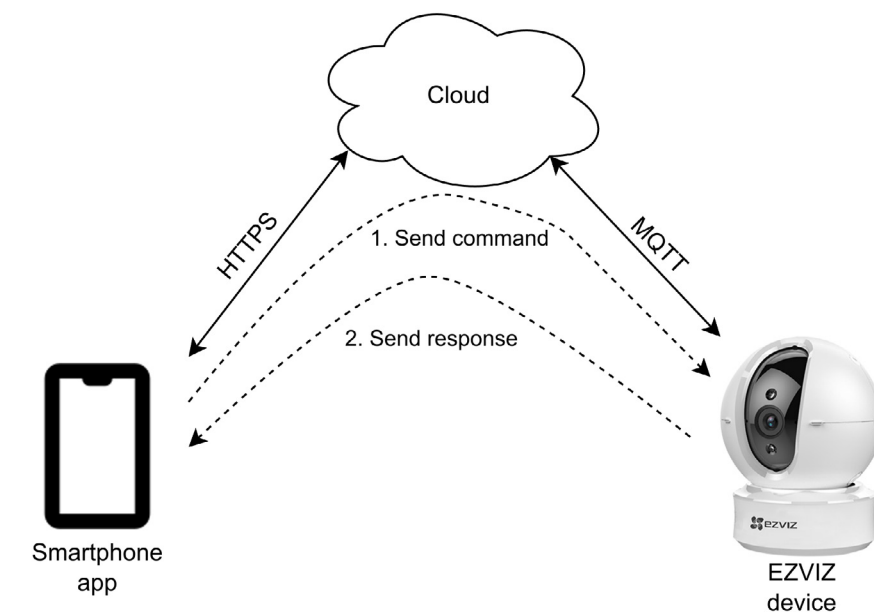 Cloud
HTTPS
MQTT
1. Send command
2. Send response
ezviz
Smartphone
app
EZVIZ
device